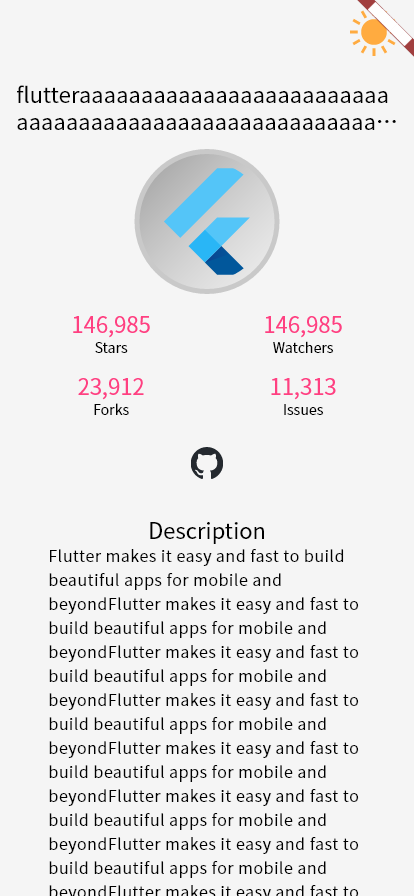 flutteraaaaaaaaaaaaaaaaaaaaaaaaa
aaaaaaaaaaaaaaaaaaaaaaaaaaaaa…
146,985
146,985
Stars
Watchers
23,912
11,313
Forks
Issues
Description
Flutter makes it easy and fast to build
beautiful apps for mobile and
beyondFlutter makes it easy and fast to
build beautiful apps for mobile and
beyondFlutter makes it easy and fast to
build beautiful apps for mobile and
beyondFlutter makes it easy and fast to
build beautiful apps for mobile and
beyondFlutter makes it easy and fast to
build beautiful apps for mobile and
beyondFlutter makes it easy and fast to
build beautiful apps for mobile and
beyondFlutter makes it easy and fast to
build beautiful apps for mobile and
beyondFlutter makes it easy and fast to